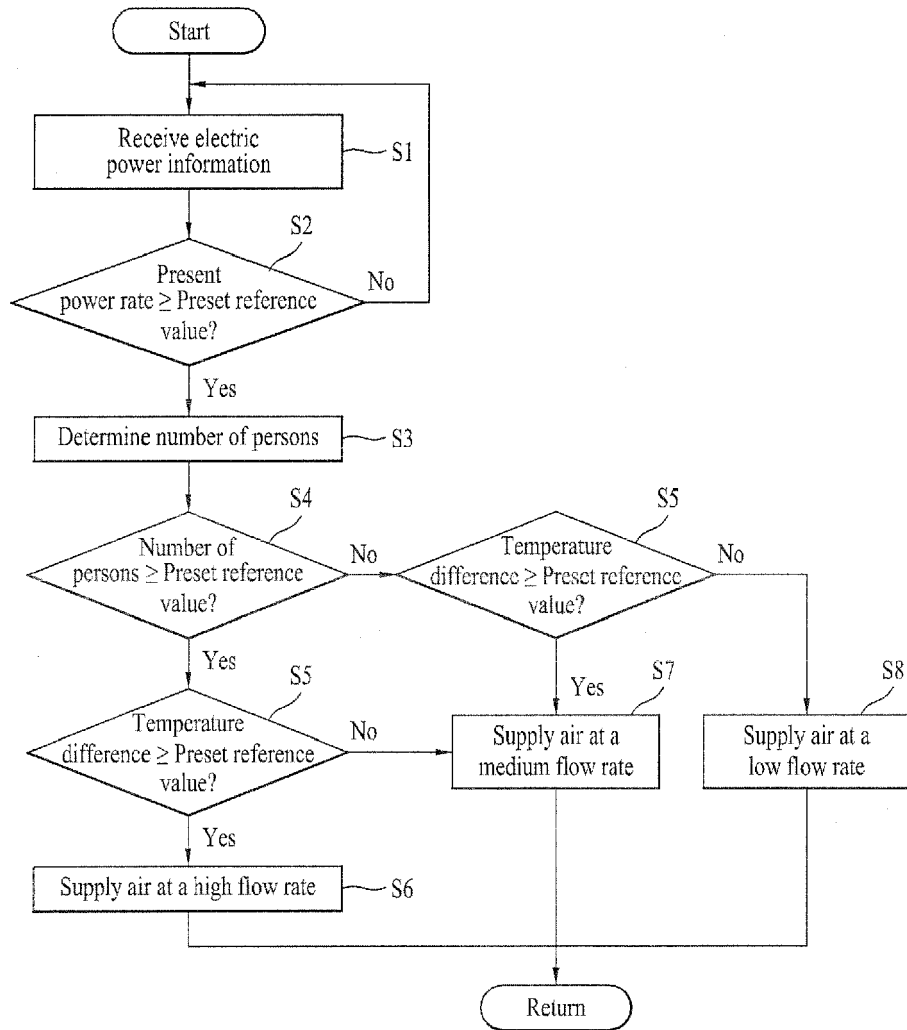 Start
Receive electric
power information
S1
S2
Present
power rate ≥ Preset reference
value?
No
Yes
Determine number of persons
S3
S4
Number of
persons ≥ Preset reference
value?
No
S5
Temperature
difference ≥ Preset reference
value?
No
Yes
Yes
S5
Temperature
difference ≥ Preset reference
value?
No
S7
Supply air at a
medium flow rate
S8
Supply air at a
low flow rate
Yes
Supply air at a high flow rate
S6
Return